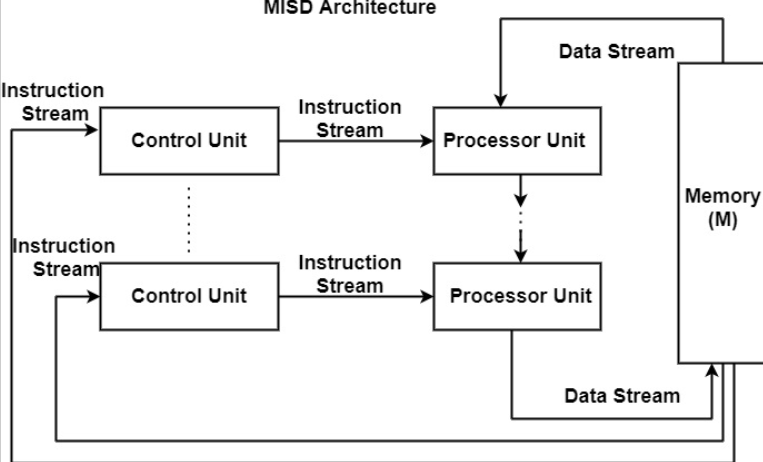 MISD Architecture
Data Stream
Instruction
Stream
Instruction
Stream
Control Unit
Processor Unit
Memory
(M)
Instruction
Stream
Instruction
Stream
Control Unit
Processor Unit
Data Stream